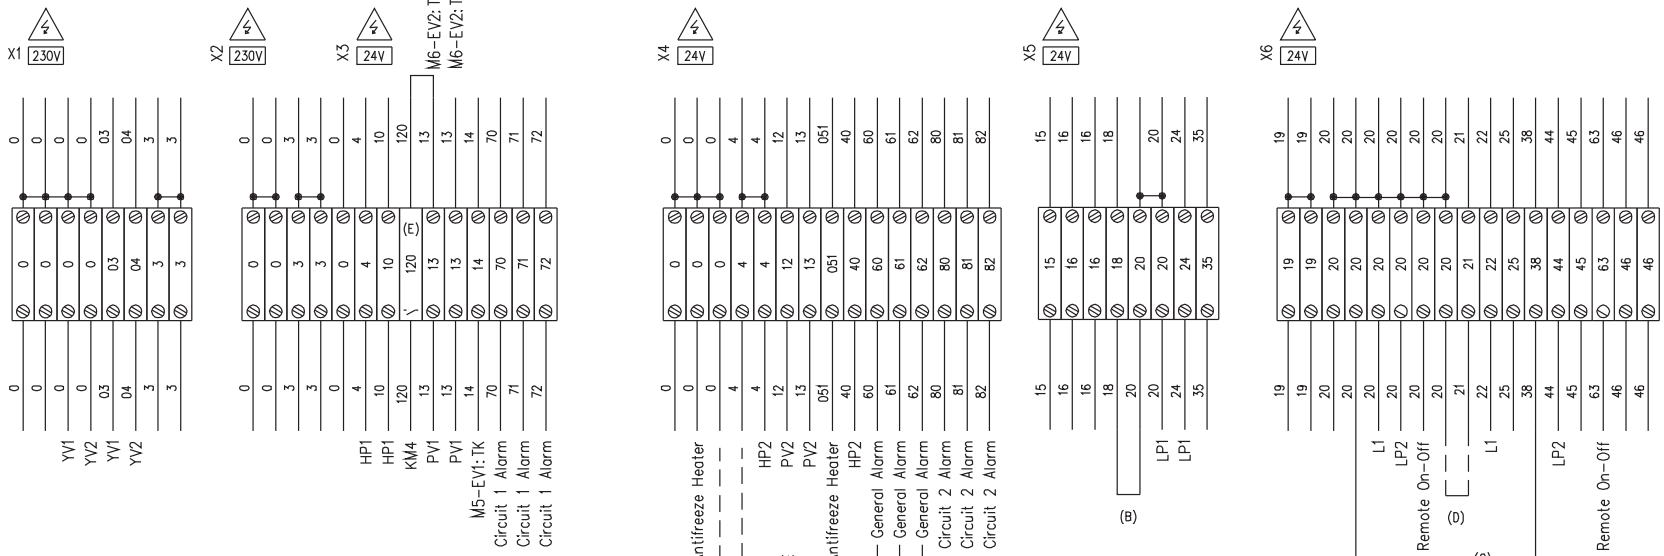 X1 230V
X2 230V
X3 24V
M6-EV2: T
M6-EV2: T
X4 24V
X5 24V
X6 24V
0 0 0 0 03 04 3 3
0 0 3 3 0 4 10 120 13 13 14 70 71 72
0 0 0 4 4 12 13 051 40 60 61 62 80 81 82
15 16 16 18 20 24 35
19 19 20 20 20 20 20 20 21 22 25 38 44 45 63 46 46
(E)
0 0 0 0 03 04 3 3
0 0 3 3 0 4 10 120 13 13 14 70 71 72
0 0 0 4 4 12 13 051 40 60 61 62 80 81 82
15 16 16 18 20 20 24 35
19 19 20 20 20 20 20 20 21 22 25 38 44 45 63 46 46
0 0 0 0 03 04 3 3
0 0 3 3 0 4 10 120 13 13 14 70 71 72
0 0 0 4 4 12 13 051 40 60 61 62 80 81 82
15 16 16 18 20 20 24 35
19 19 20 20 20 20 20 20 21 22 25 38 44 45 63 46 46
YV1
YV2
YV1
YV2
HP1
HP1
KM4
PV1
PV1
M5-EV1: TK
Circuit 1 Alarm
Circuit 1 Alarm
Circuit 1 Alarm
ntifreeze Heater
HP2
PV2
PV2
ntifreeze Heater
HP2
General Alarm
General Alarm
General Alarm
Circuit 2 Alarm
Circuit 2 Alarm
Circuit 2 Alarm
(B)
LP1
LP1
L1
LP2
Remote On-Off
(D)
L1
LP2
Remote On-Off